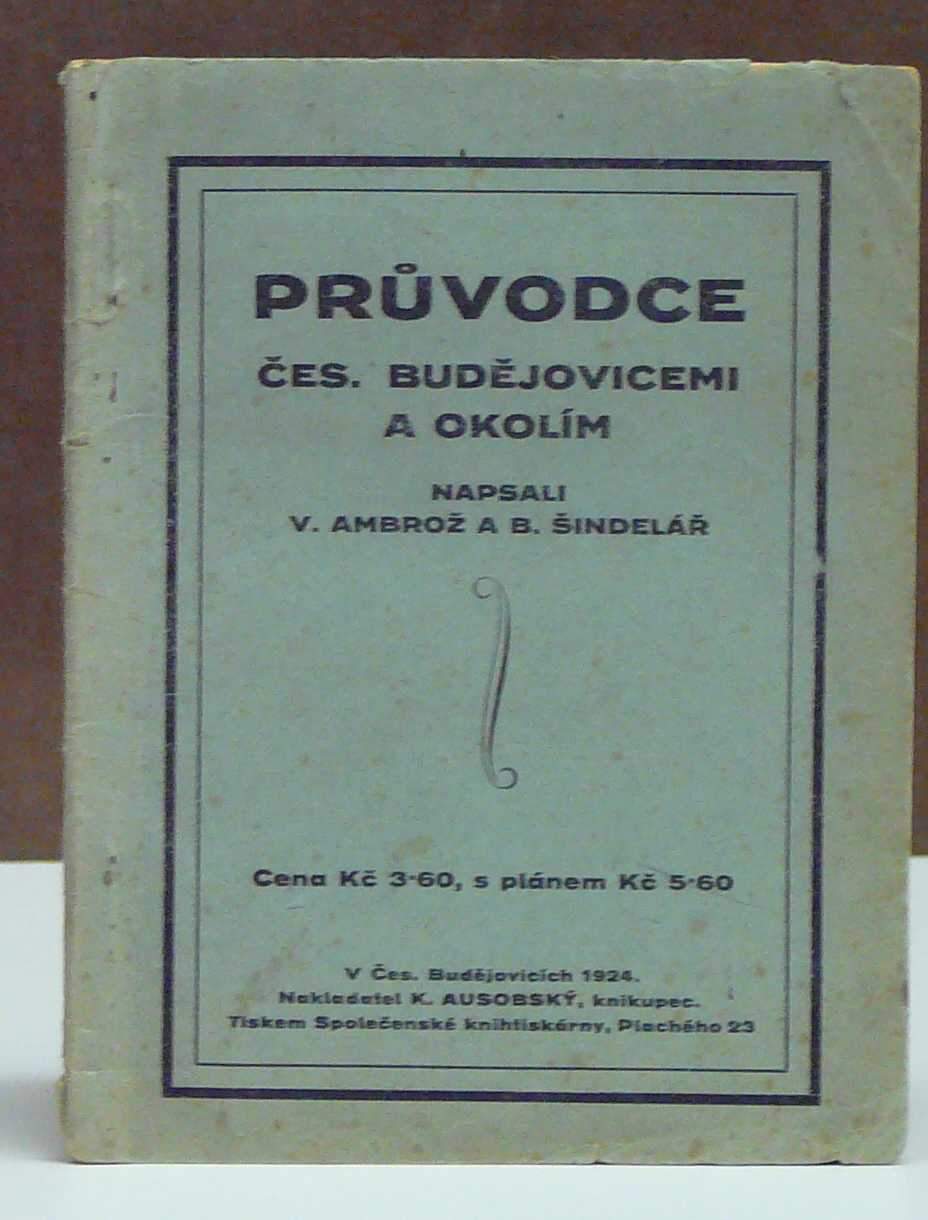 PRŮVODCE
ČES. BUDĚJOVICEMI
A OKOLÍM
NAPSALI
V. AMBROŽ A B. ŠINDELÁŘ
Cena Kč 3·60, s plánem Kč 5·60
V Čes. Budějovicích 1924.
Nakladatel K. AUSOBSKÝ, knikupec.
Tiskem Společenské knihtiskárny, Plachého 23